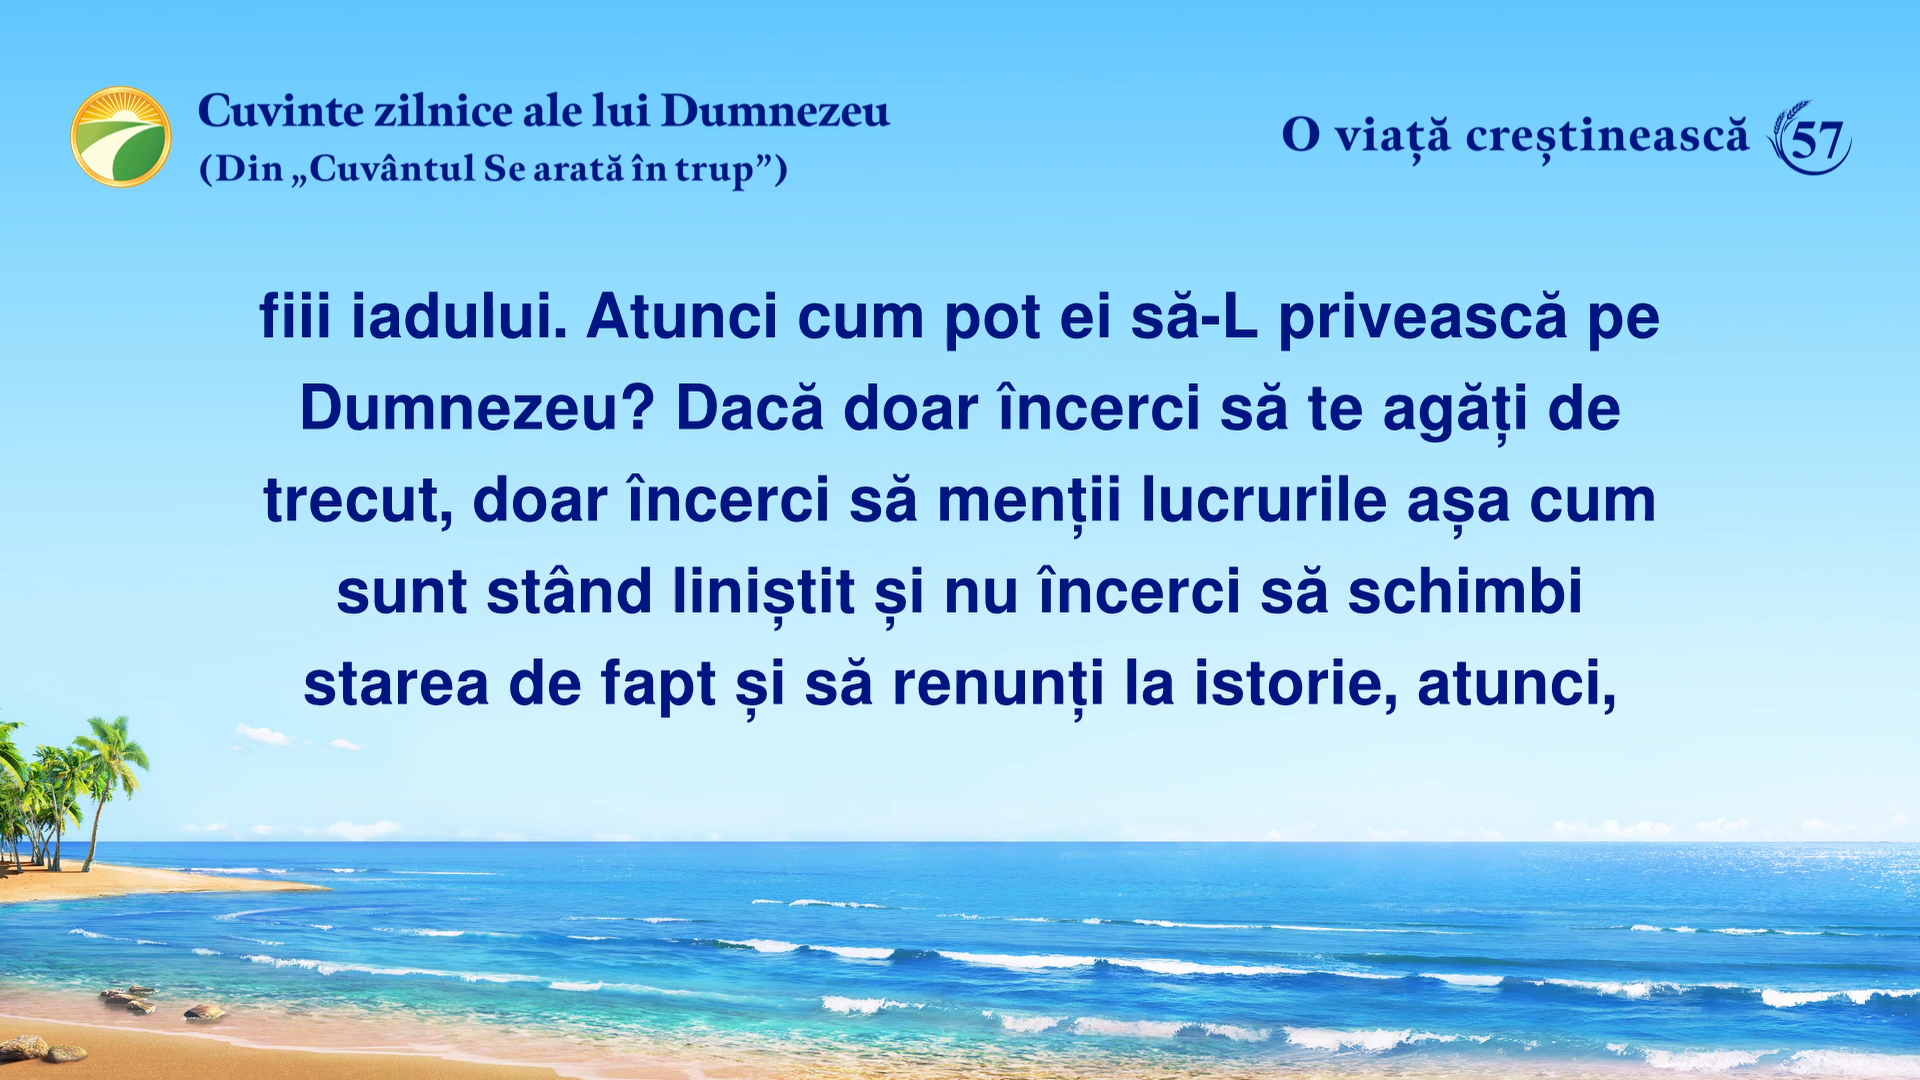 Cuvinte zilnice ale lui Dumnezeu
(Din „Cuvântul Se arată în trup”)
O viață creștinească 57
fiii iadului. Atunci cum pot ei să-L privească pe
Dumnezeu? Dacă doar încerci să te agăți de
trecut, doar încerci să menții lucrurile așa cum
sunt stând liniștit și nu încerci să schimbi
starea de fapt și să renunți la istorie, atunci,